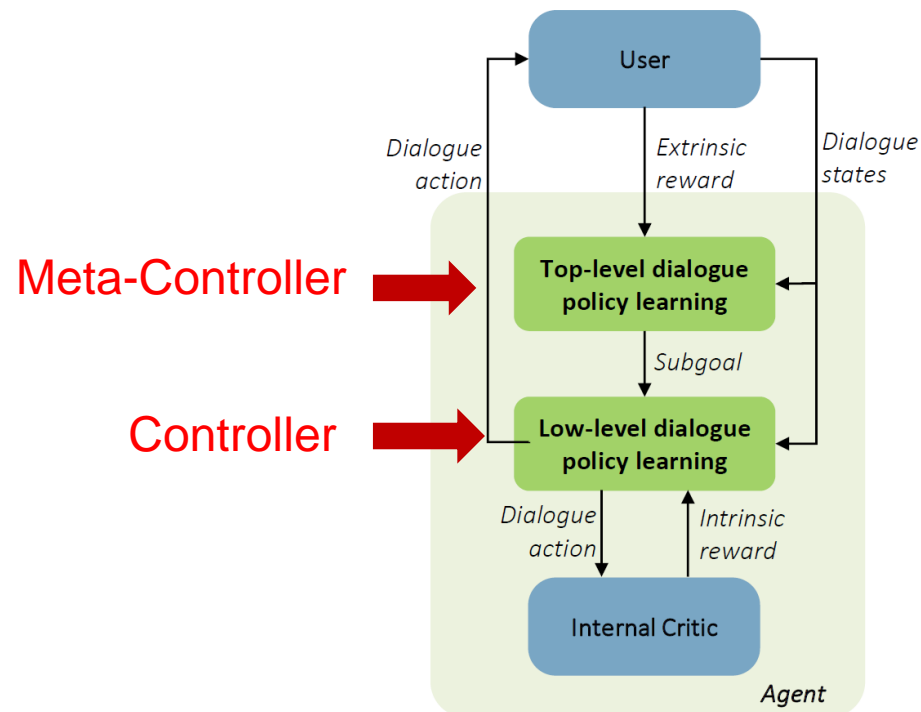 User
Dialogue
action
Extrinsic
reward
Dialogue
states
Meta-Controller
Top-level dialogue
policy learning
Subgoal
Controller
Low-level dialogue
policy learning
Dialogue
action
Intrinsic
reward
Internal Critic
Agent